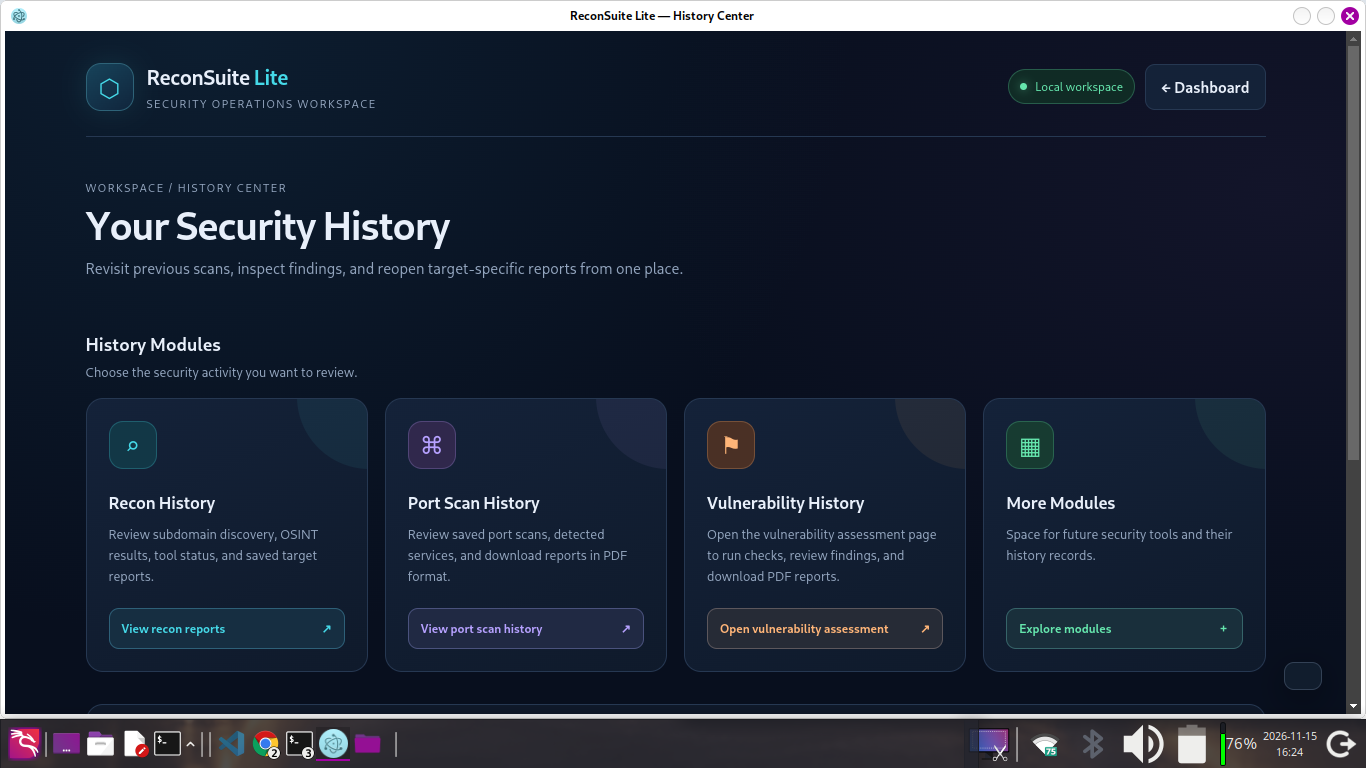 ReconSuite Lite — History Center
ReconSuite Lite
SECURITY OPERATIONS WORKSPACE
Local workspace
← Dashboard
WORKSPACE / HISTORY CENTER
Your Security History
Revisit previous scans, inspect findings, and reopen target-specific reports from one place.
History Modules
Choose the security activity you want to review.
Recon History
Review subdomain discovery, OSINT
results, tool status, and saved target
reports.
View recon reports ↗
Port Scan History
Review saved port scans, detected
services, and download reports in PDF
format.
View port scan history ↗
Vulnerability History
Open the vulnerability assessment page
to run checks, review findings, and
download PDF reports.
Open vulnerability assessment ↗
More Modules
Space for future security tools and their
history records.
Explore modules +
2
3
75
76%
2026-11-15
16:24